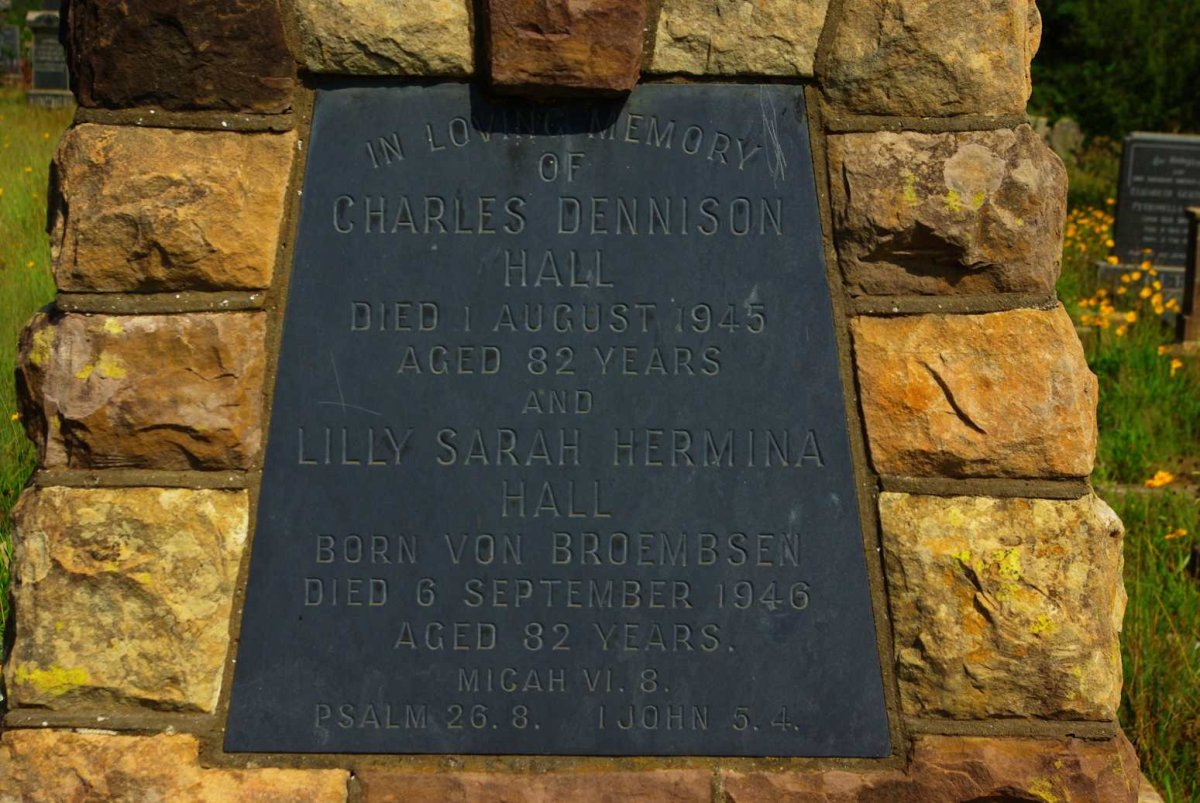 IN LOVING MEMORY
OF
CHARLES DENNISON
HALL
DIED 1 AUGUST 1945
AGED 82 YEARS
AND
LILLY SARAH HERMINA
HALL
BORN VON BROEMBSEN
DIED 6 SEPTEMBER 1946
AGED 82 YEARS.
MICAH VI. 8.
PSALM 26. 8. I JOHN 5. 4.